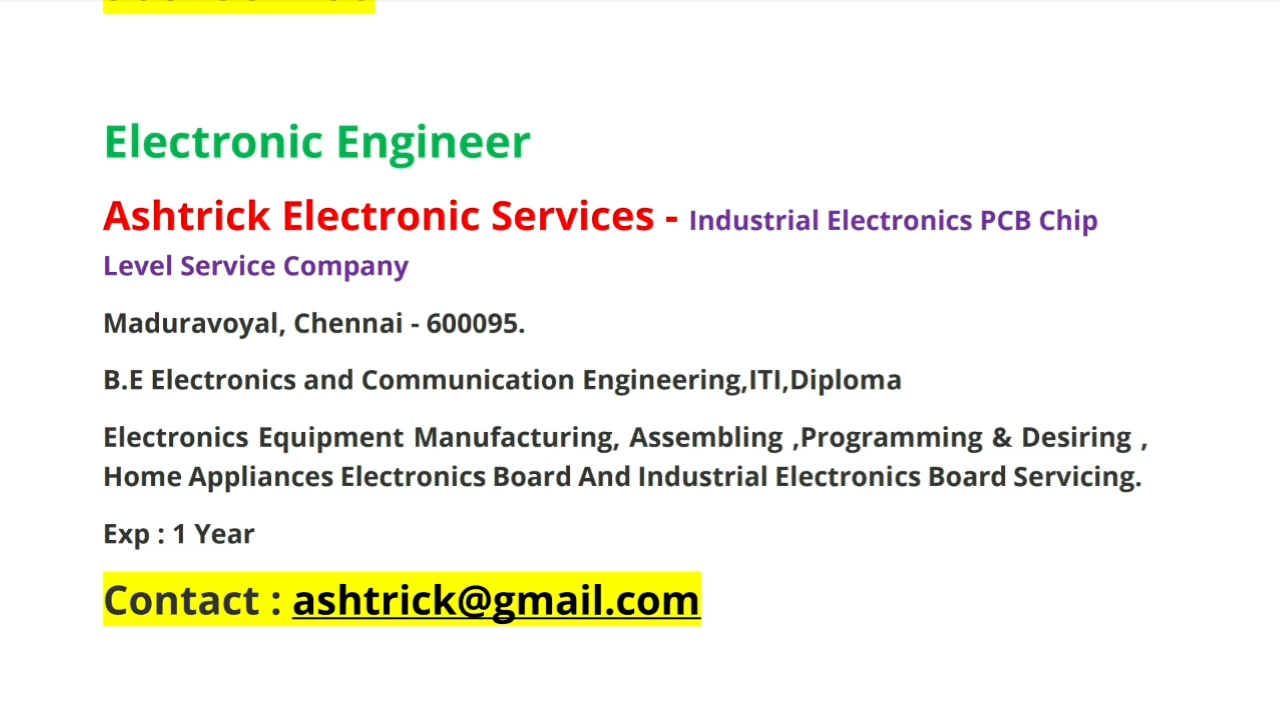 Electronic Engineer
Ashtrick Electronic Services - Industrial Electronics PCB Chip
Level Service Company
Maduravoyal, Chennai - 600095.
B.E Electronics and Communication Engineering,ITI,Diploma
Electronics Equipment Manufacturing, Assembling ,Programming & Desiring ,
Home Appliances Electronics Board And Industrial Electronics Board Servicing.
Exp : 1 Year
Contact : ashtrick@gmail.com